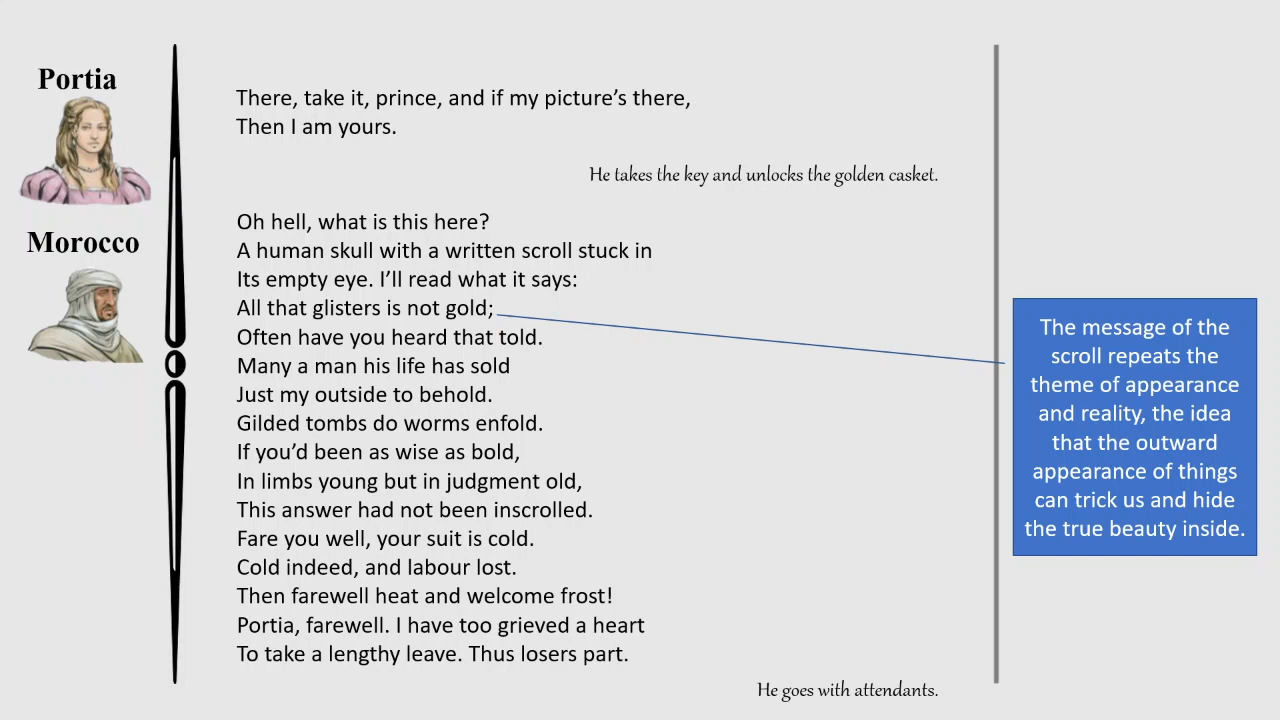 Portia
There, take it, prince, and if my picture’s there,
Then I am yours.
He takes the key and unlocks the golden casket.
Morocco
Oh hell, what is this here?
A human skull with a written scroll stuck in
Its empty eye. I’ll read what it says:
All that glisters is not gold;
Often have you heard that told.
Many a man his life has sold
Just my outside to behold.
Gilded tombs do worms enfold.
If you’d been as wise as bold,
In limbs young but in judgment old,
This answer had not been inscrolled.
Fare you well, your suit is cold.
Cold indeed, and labour lost.
Then farewell heat and welcome frost!
Portia, farewell. I have too grieved a heart
To take a lengthy leave. Thus losers part.
He goes with attendants.
The message of the
scroll repeats the
theme of appearance
and reality, the idea
that the outward
appearance of things
can trick us and hide
the true beauty inside.